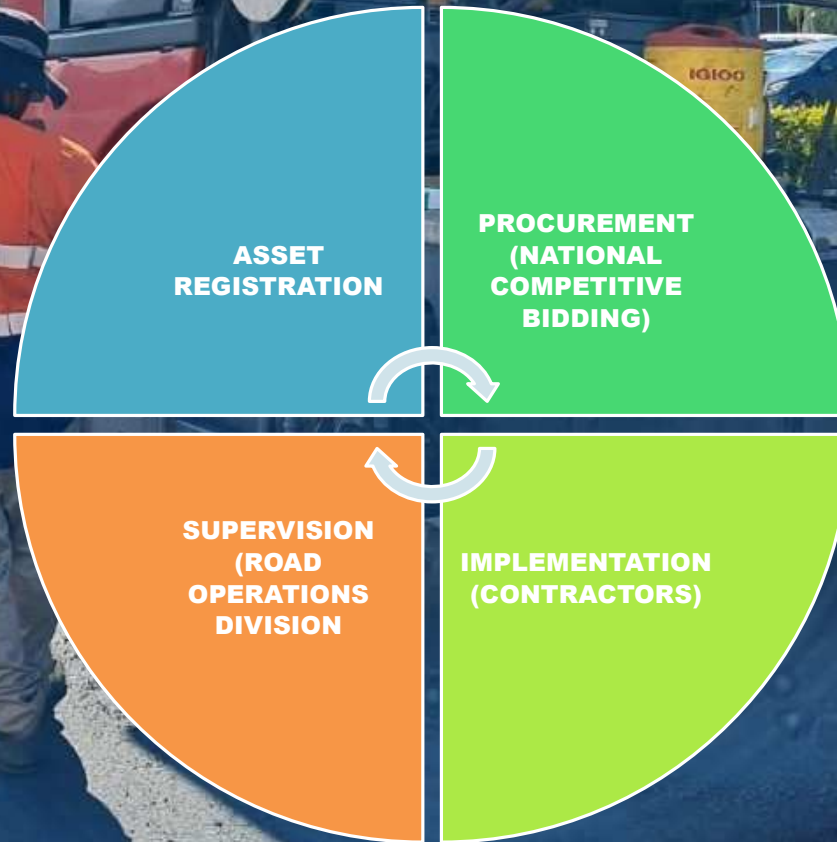 IGLOO
ASSET
REGISTRATION
PROCUREMENT
(NATIONAL
COMPETITIVE
BIDDING)
SUPERVISION
(ROAD
OPERATIONS
DIVISION
IMPLEMENTATION
(CONTRACTORS)